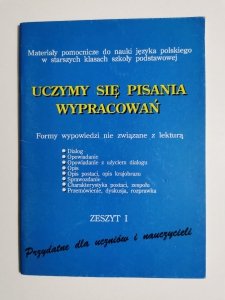 Materiały pomocnicze do nauki języka polskiego
w starszych klasach szkoły podstawowej
UCZYMY SIĘ PISANIA
WYPRACOWAŃ
Formy wypowiedzi nie związane z lekturą
● Dialog
● Opowiadanie
● Opowiadanie z użyciem dialogu
● Opis
● Opis postaci, opis krajobrazu
● Sprawozdanie
● Charakterystyka postaci, zespołu
● Przemówienie, dyskusja, rozprawka
ZESZYT 1
Przydatne dla uczniów i nauczycieli